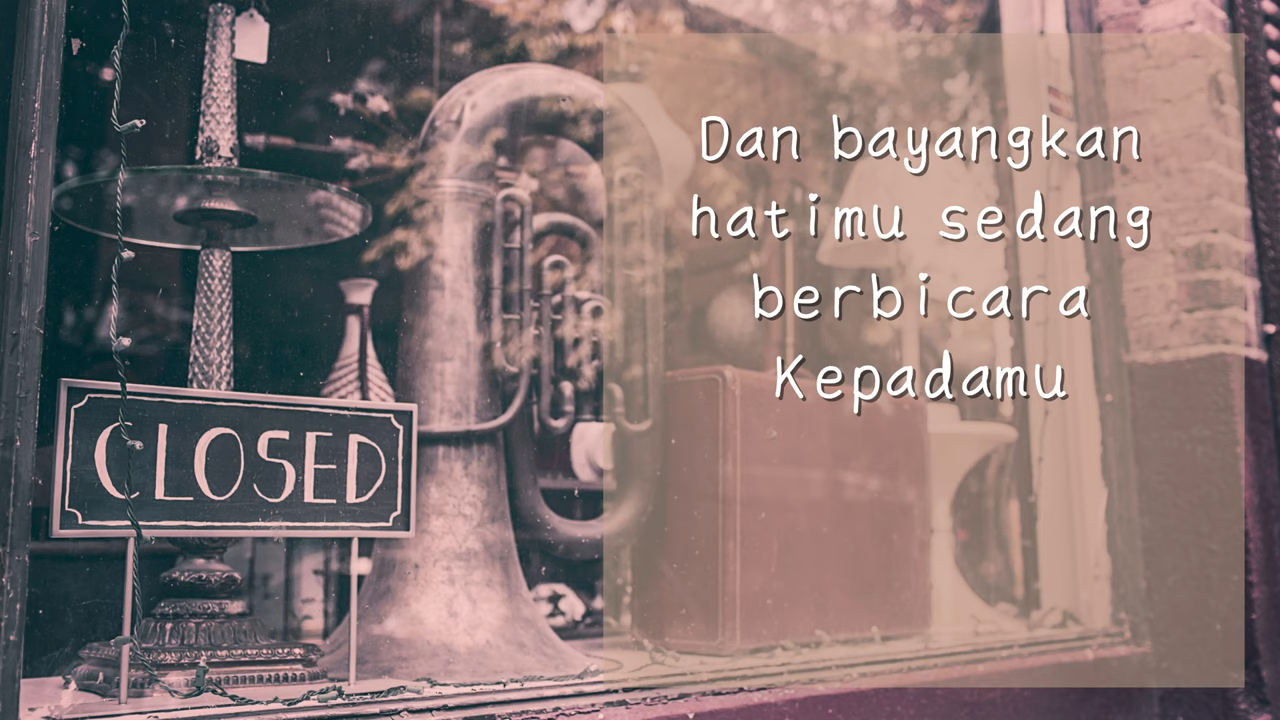 CLOSED
Dan bayangkan
hatimu sedang
berbicara
Kepadamu